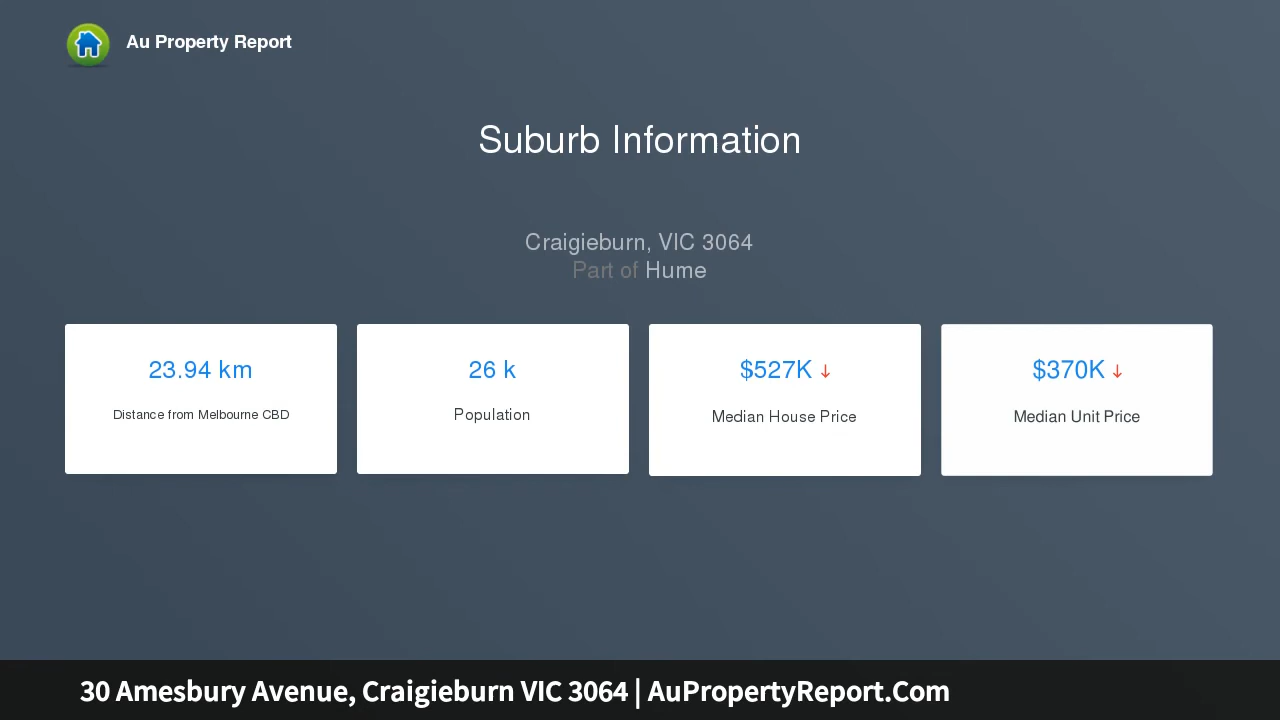 Au Property Report
Suburb Information
Craigieburn, VIC 3064
Part of Hume
23.94 km
Distance from Melbourne CBD
26 k
Population
$527K ↓
Median House Price
$370K ↓
Median Unit Price
30 Amesbury Avenue, Craigieburn VIC 3064 | AuPropertyReport.Com